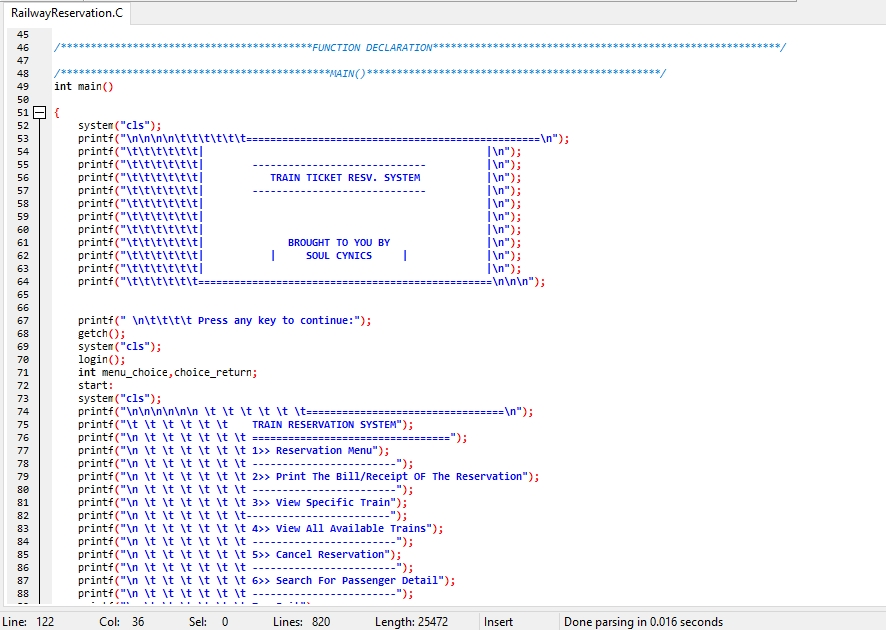 RailwayReservation.C
45
46 /******************************************FUNCTION DECLARATION**********************************************************/
47
48 /*********************************************MAIN()*************************************************/
49 int main()
50
51 {
52 system("cls");
53 printf("\n\n\n\n\t\t\t\t\t\t=================================================\n");
54 printf("\t\t\t\t\t\t| |\n");
55 printf("\t\t\t\t\t\t| ----------------------------- |\n");
56 printf("\t\t\t\t\t\t| TRAIN TICKET RESV. SYSTEM |\n");
57 printf("\t\t\t\t\t\t| ----------------------------- |\n");
58 printf("\t\t\t\t\t\t| |\n");
59 printf("\t\t\t\t\t\t| |\n");
60 printf("\t\t\t\t\t\t| |\n");
61 printf("\t\t\t\t\t\t| BROUGHT TO YOU BY |\n");
62 printf("\t\t\t\t\t\t| | SOUL CYNICS | |\n");
63 printf("\t\t\t\t\t\t| |\n");
64 printf("\t\t\t\t\t\t=================================================\n\n\n");
65
66
67 printf(" \n\t\t\t\t Press any key to continue:");
68 getch();
69 system("cls");
70 login();
71 int menu_choice,choice_return;
72 start:
73 system("cls");
74 printf("\n\n\n\n\n\n \t \t \t \t \t \t=================================\n");
75 printf("\t \t \t \t \t \t TRAIN RESERVATION SYSTEM");
76 printf("\n \t \t \t \t \t \t =================================");
77 printf("\n \t \t \t \t \t \t 1>> Reservation Menu");
78 printf("\n \t \t \t \t \t \t ------------------------");
79 printf("\n \t \t \t \t \t \t 2>> Print The Bill/Receipt OF The Reservation");
80 printf("\n \t \t \t \t \t \t ------------------------");
81 printf("\n \t \t \t \t \t \t 3>> View Specific Train");
82 printf("\n \t \t \t \t \t \t------------------------");
83 printf("\n \t \t \t \t \t \t 4>> View All Available Trains");
84 printf("\n \t \t \t \t \t \t ------------------------");
85 printf("\n \t \t \t \t \t \t 5>> Cancel Reservation");
86 printf("\n \t \t \t \t \t \t ------------------------");
87 printf("\n \t \t \t \t \t \t 6>> Search For Passenger Detail");
88 printf("\n \t \t \t \t \t \t ------------------------");
Line: 122 Col: 36 Sel: 0 Lines: 820 Length: 25472 Insert Done parsing in 0.016 seconds